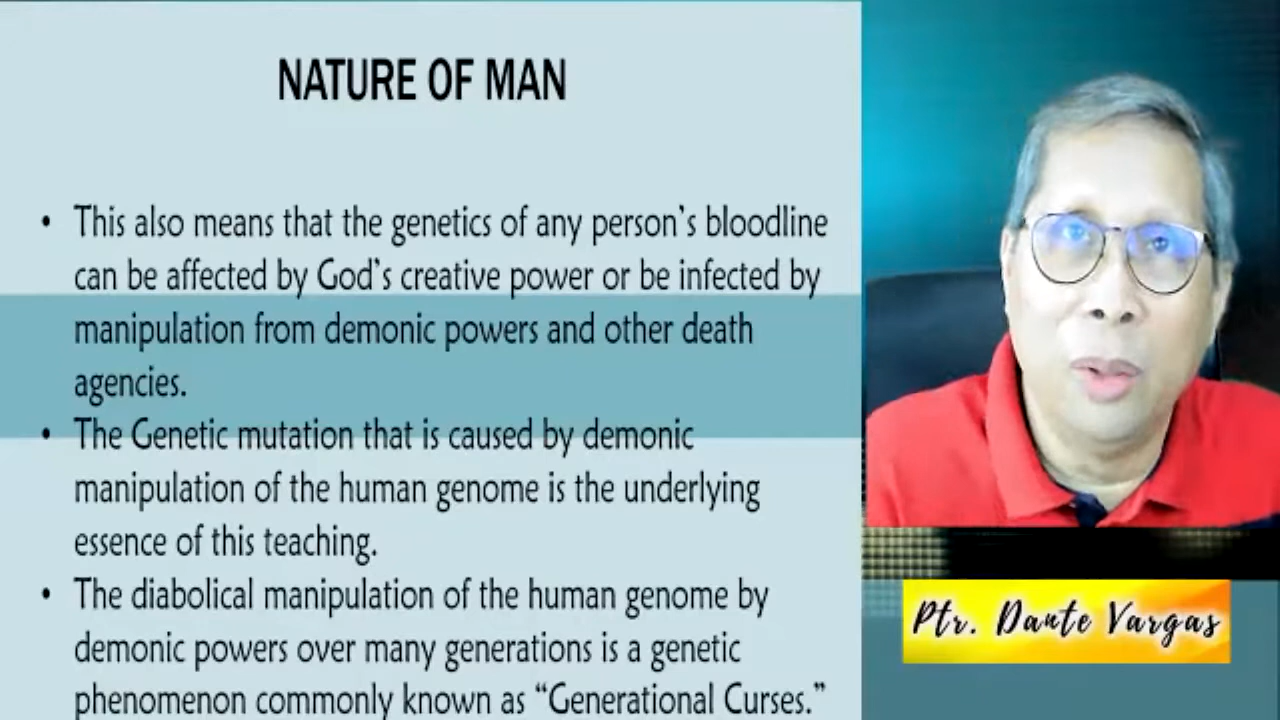 NATURE OF MAN
• This also means that the genetics of any person's bloodline
can be affected by God's creative power or be infected by
manipulation from demonic powers and other death
agencies.
• The Genetic mutation that is caused by demonic
manipulation of the human genome is the underlying
essence of this teaching.
• The diabolical manipulation of the human genome by
demonic powers over many generations is a genetic
phenomenon commonly known as “Generational Curses.”
Ptr. Dante Vargas